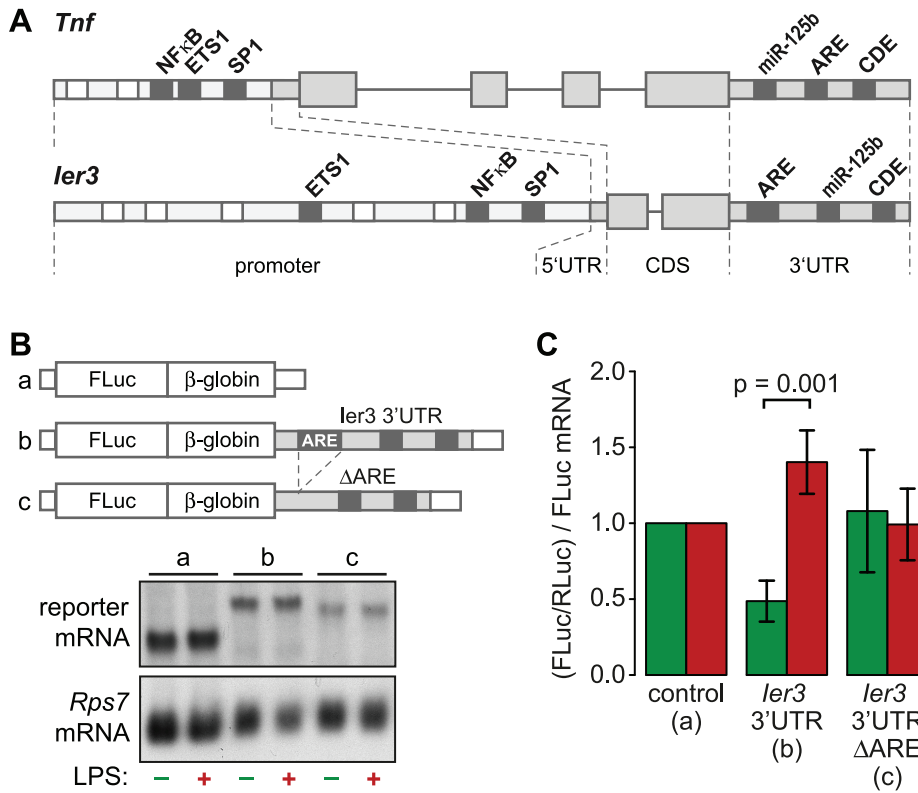 A
Tnf
NFκB
ETS1
SP1
miR-125b
ARE
CDE
Ier3
ETS1
NFκB
SP1
ARE
miR-125b
CDE
promoter
5‘UTR
CDS
3‘UTR
B
a
FLuc
β-globin
Ier3 3’UTR
b
FLuc
β-globin
ARE
ΔARE
c
FLuc
β-globin
a
b
c
reporter
mRNA
Rps7
mRNA
LPS:
−
+
−
+
−
+
C
(FLuc/RLuc) / FLuc mRNA
2.0
1.5
1.0
0.5
0.0
p = 0.001
control
(a)
Ier3
3’UTR
(b)
Ier3
3’UTR
ΔARE
(c)